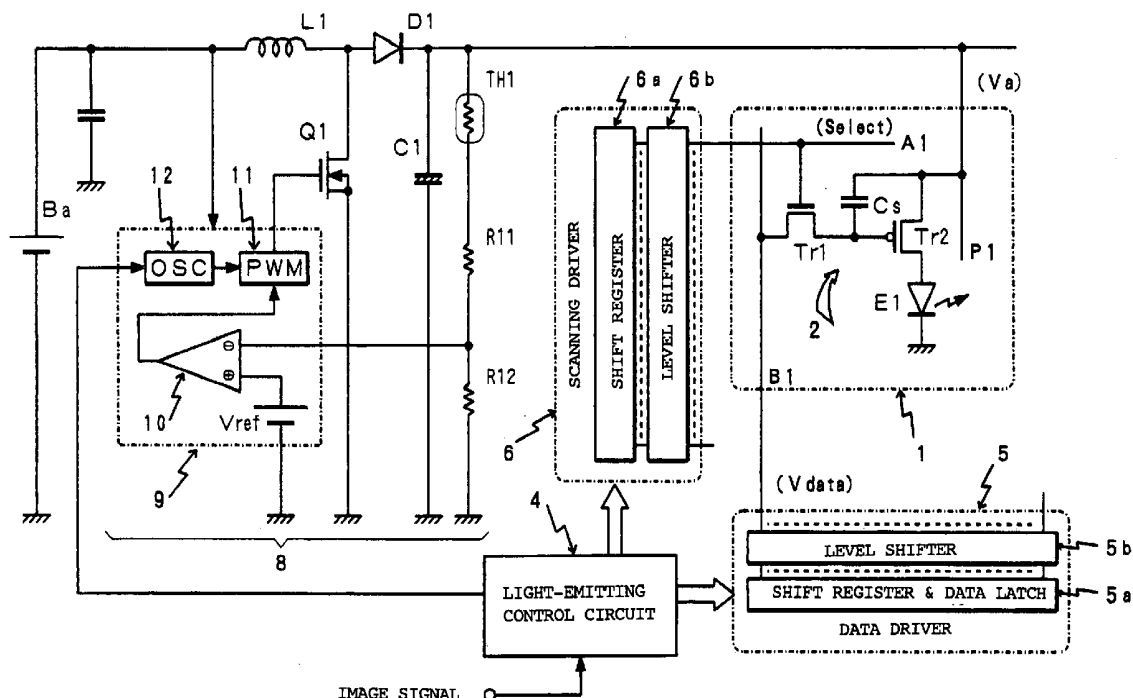 L1
D1
TH1
6a
6b
(Va)
(Select)
A1
Q1
C1
12
11
Ba
OSC
PWM
SCANNING DRIVER
SHIFT REGISTER
LEVEL SHIFTER
Cs
Tr1
Tr2
P1
R11
E1
2
⊖
⊕
10
Vref
R12
B1
6
1
9
(Vdata)
5
4
8
LEVEL SHIFTER
5b
LIGHT-EMITTING
CONTROL CIRCUIT
SHIFT REGISTER & DATA LATCH
5a
DATA DRIVER
IMAGE SIGNAL